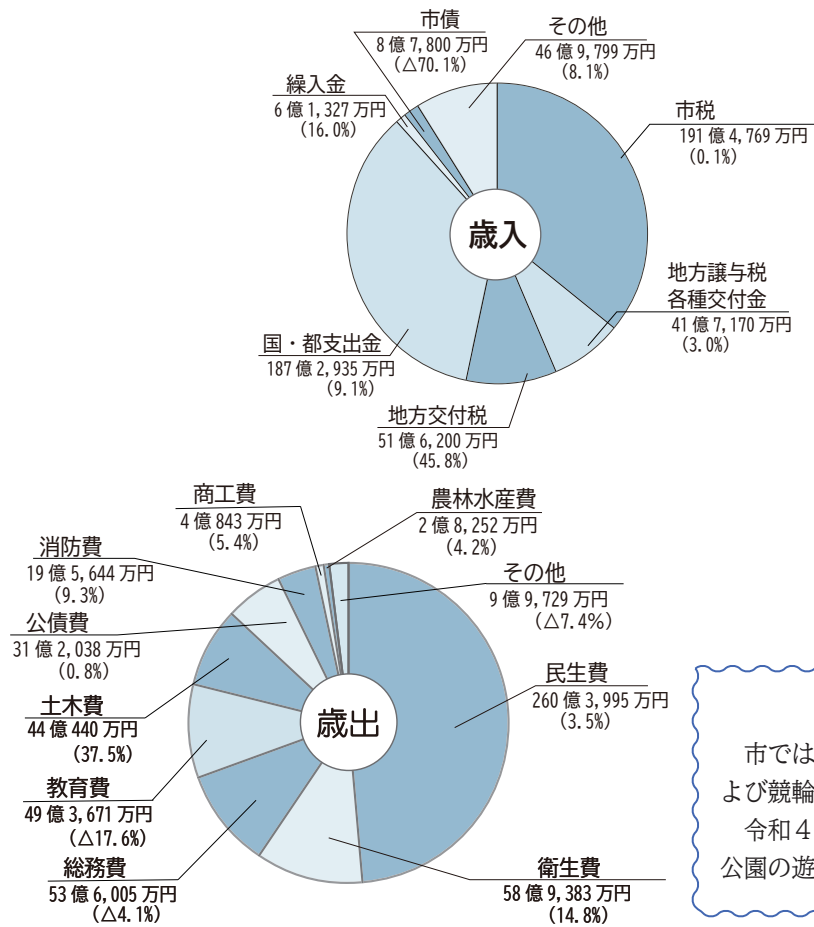 市債
8億7,800万円
(△70.1%)
その他
46億9,799万円
(8.1%)
繰入金
6億1,327万円
(16.0%)
市税
191億4,769万円
(0.1%)
歳入
地方譲与税
各種交付金
41億7,170万円
(3.0%)
国・都支出金
187億2,935万円
(9.1%)
地方交付税
51億6,200万円
(45.8%)
商工費
4億843万円
(5.4%)
農林水産費
2億8,252万円
(4.2%)
消防費
19億5,644万円
(9.3%)
その他
9億9,729万円
(△7.4%)
公債費
31億2,038万円
(0.8%)
民生費
260億3,995万円
(3.5%)
土木費
44億440万円
(37.5%)
歳出
教育費
49億3,671万円
(△17.6%)
総務費
53億6,005万円
(△4.1%)
衛生費
58億9,383万円
(14.8%)
市では
よび競輪
令和4
公園の遊